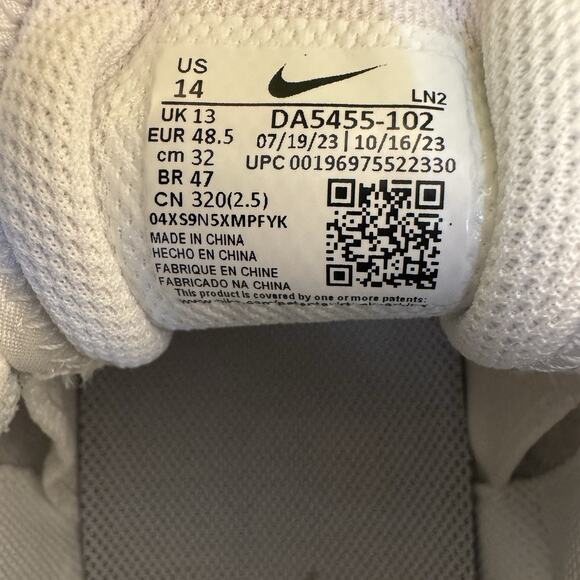 US
14
LN2
UK 13
DA5455-102
EUR 48.5
07/19/23 | 10/16/23
cm 32
UPC 00196975522330
BR 47
CN 320(2.5)
04XS9N5XMPFYK
MADE IN CHINA
HECHO EN CHINA
FABRIQUE EN CHINE
FABRICADO NA CHINA
This product is covered by one or more patents: